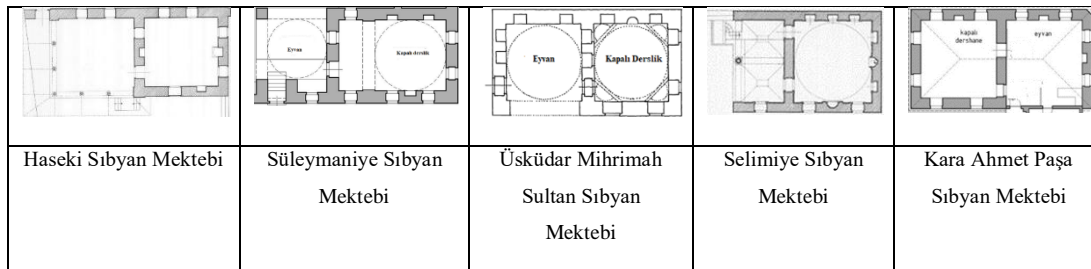 Eyvan
Kapalı derslik
Eyvan
Kapalı Derslik
kapalı
dershane
eyvan
Haseki Sıbyan Mektebi
Süleymaniye Sıbyan
Mektebi
Üsküdar Mihrimah
Sultan Sıbyan
Mektebi
Selimiye Sıbyan
Mektebi
Kara Ahmet Paşa
Sıbyan Mektebi